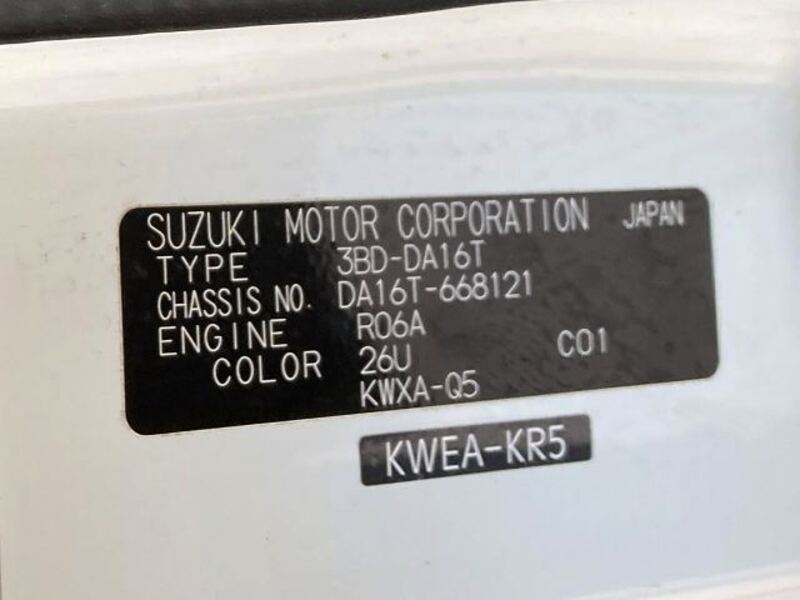 SUZUKI MOTOR CORPORATION JAPAN
TYPE 3BD-DA16T
CHASSIS NO. DA16T-668121
ENGINE R06A
COLOR 26U C01
KWXA-Q5
KWEA-KR5